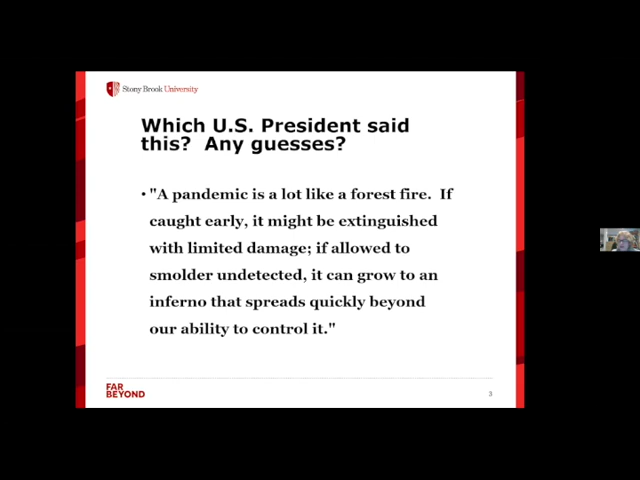 Stony Brook University
Which U.S. President said
this?  Any guesses?
• "A pandemic is a lot like a forest fire.  If
caught early, it might be extinguished
with limited damage; if allowed to
smolder undetected, it can grow to an
inferno that spreads quickly beyond
our ability to control it."
FAR
BEYOND
3